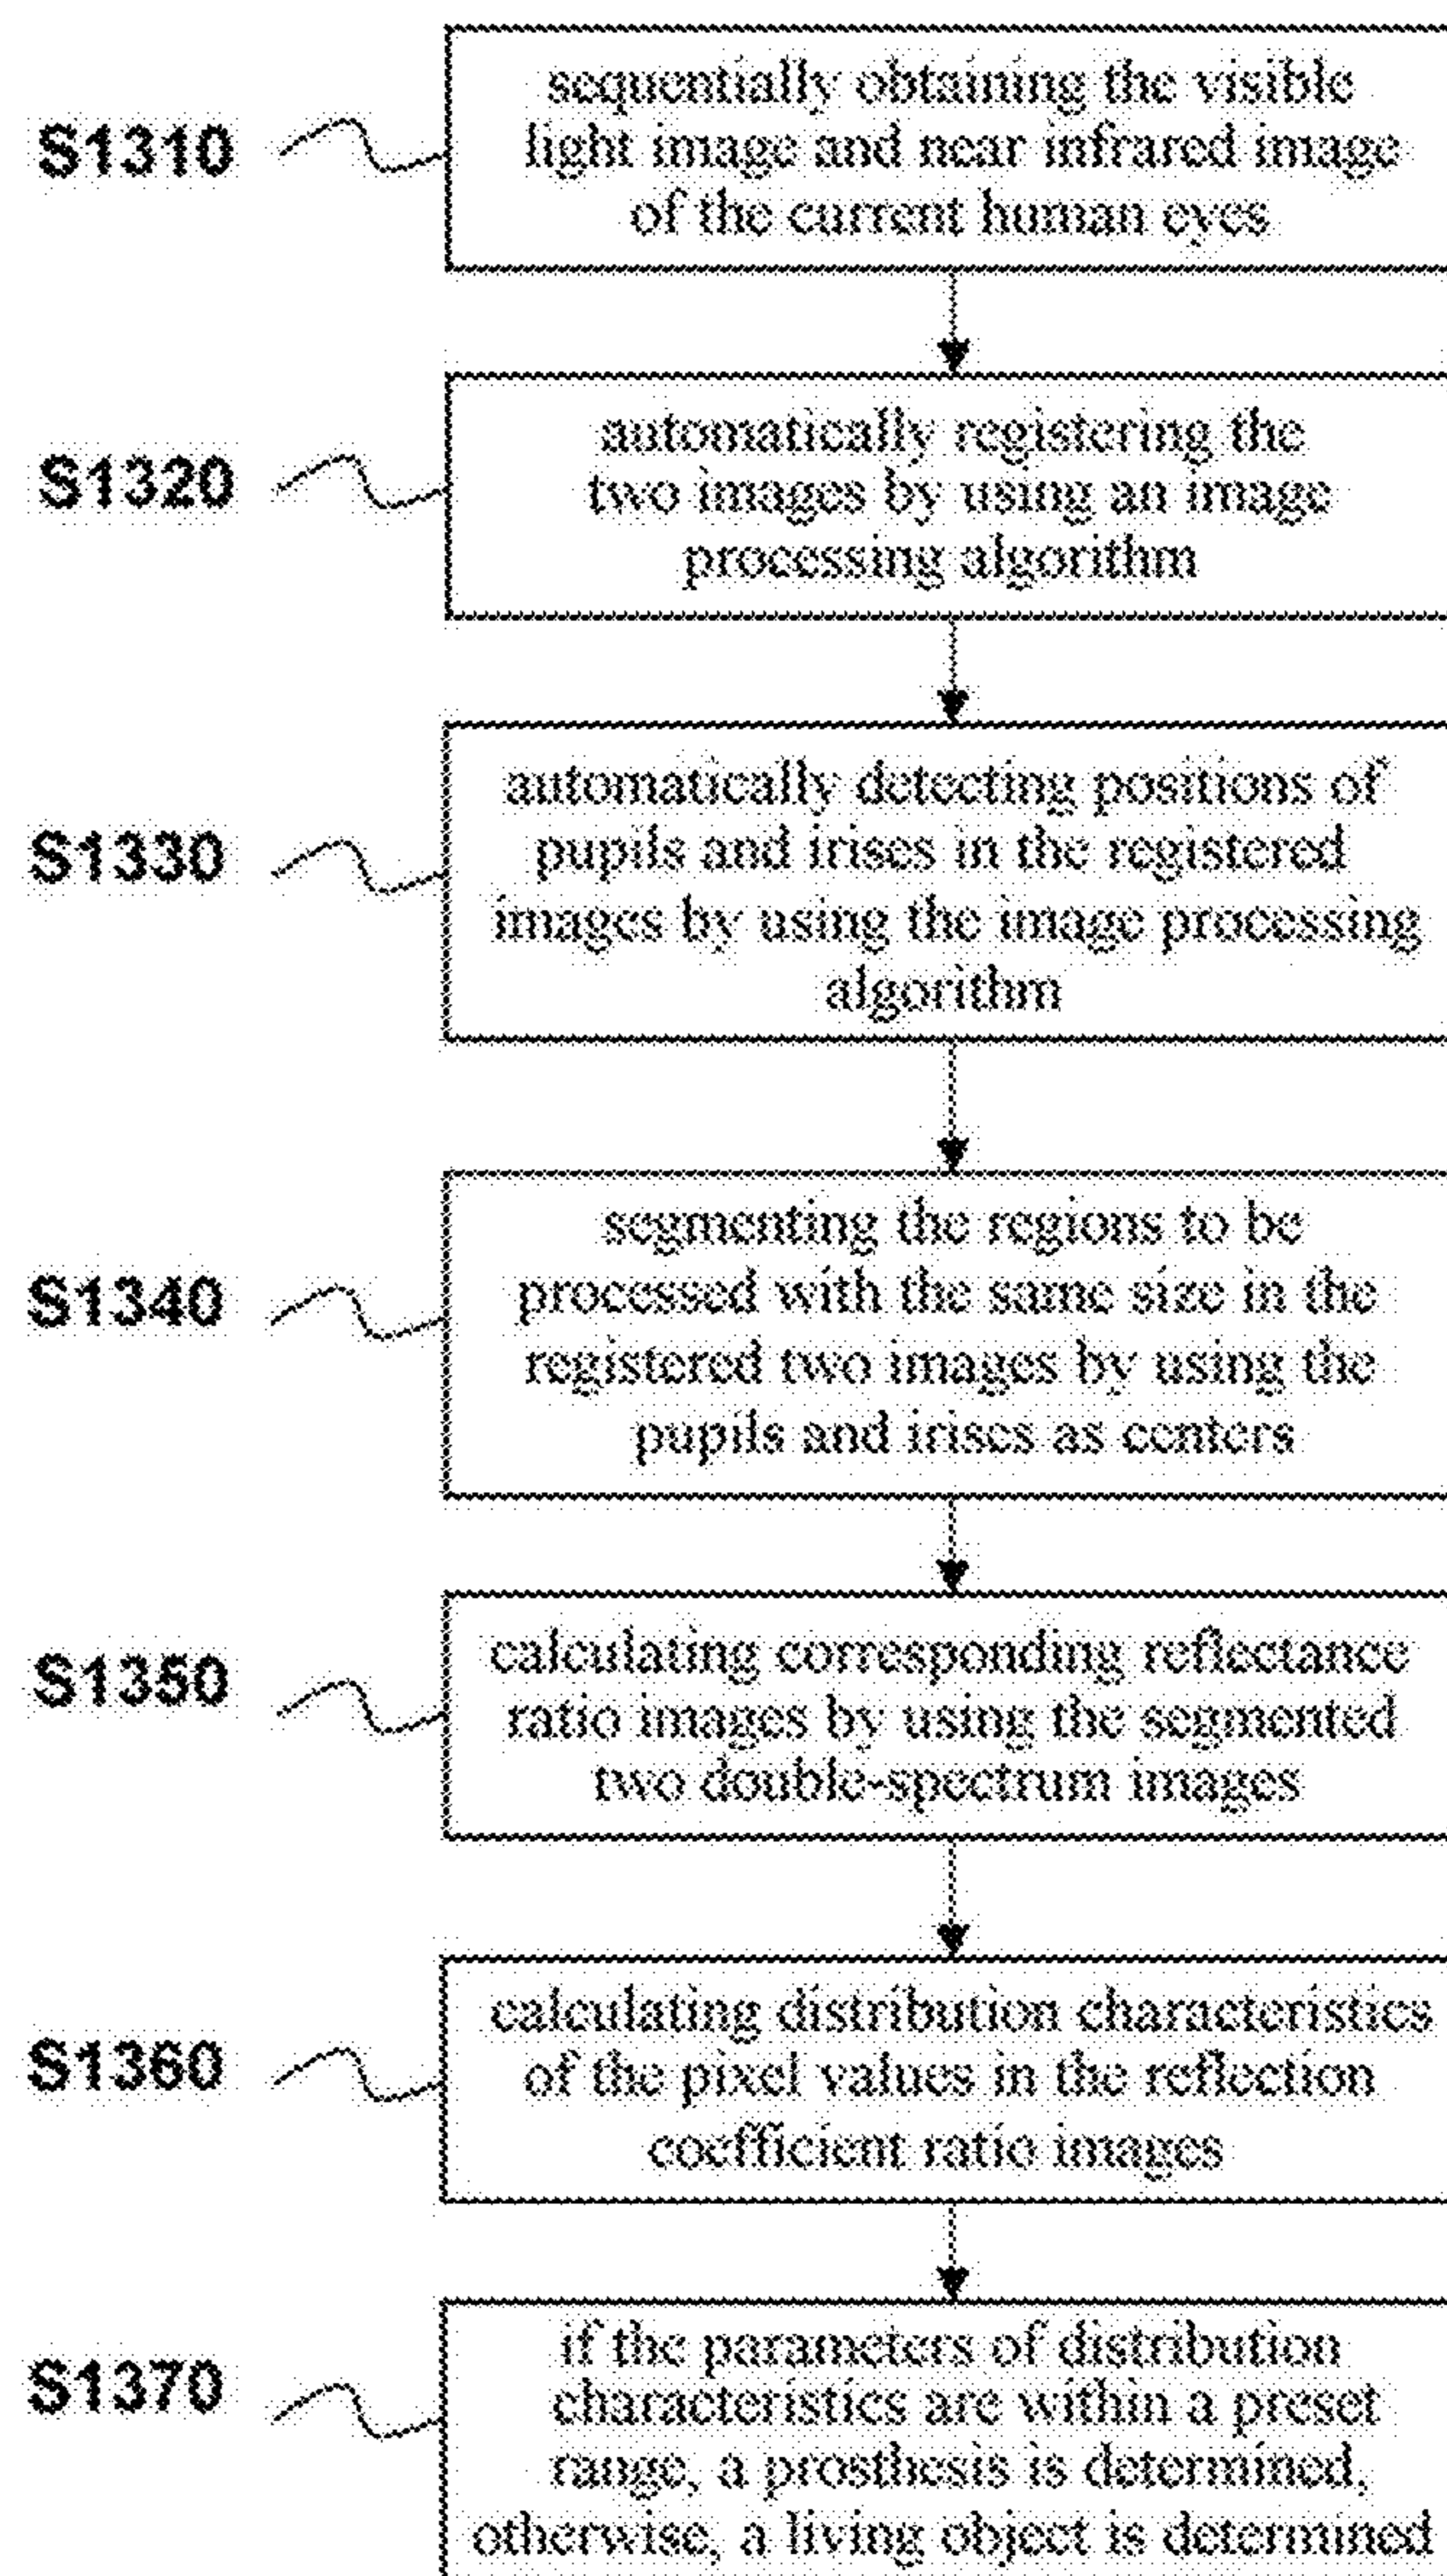 S1310
sequentially obtaining the visible
light image and near infrared image
of the current human eyes
S1320
automatically registering the
two images by using an image
processing algorithm
S1330
automatically detecting positions of
pupils and irises in the registered
images by using the image processing
algorithm
S1340
segmenting the regions to be
processed with the same size in the
registered two images by using the
pupils and irises as centers
S1350
calculating corresponding reflectance
ratio images by using the segmented
two double-spectrum images
S1360
calculating distribution characteristics
of the pixel values in the reflection
coefficient ratio images
S1370
if the parameters of distribution
characteristics are within a preset
range, a prosthesis is determined,
otherwise, a living object is determined